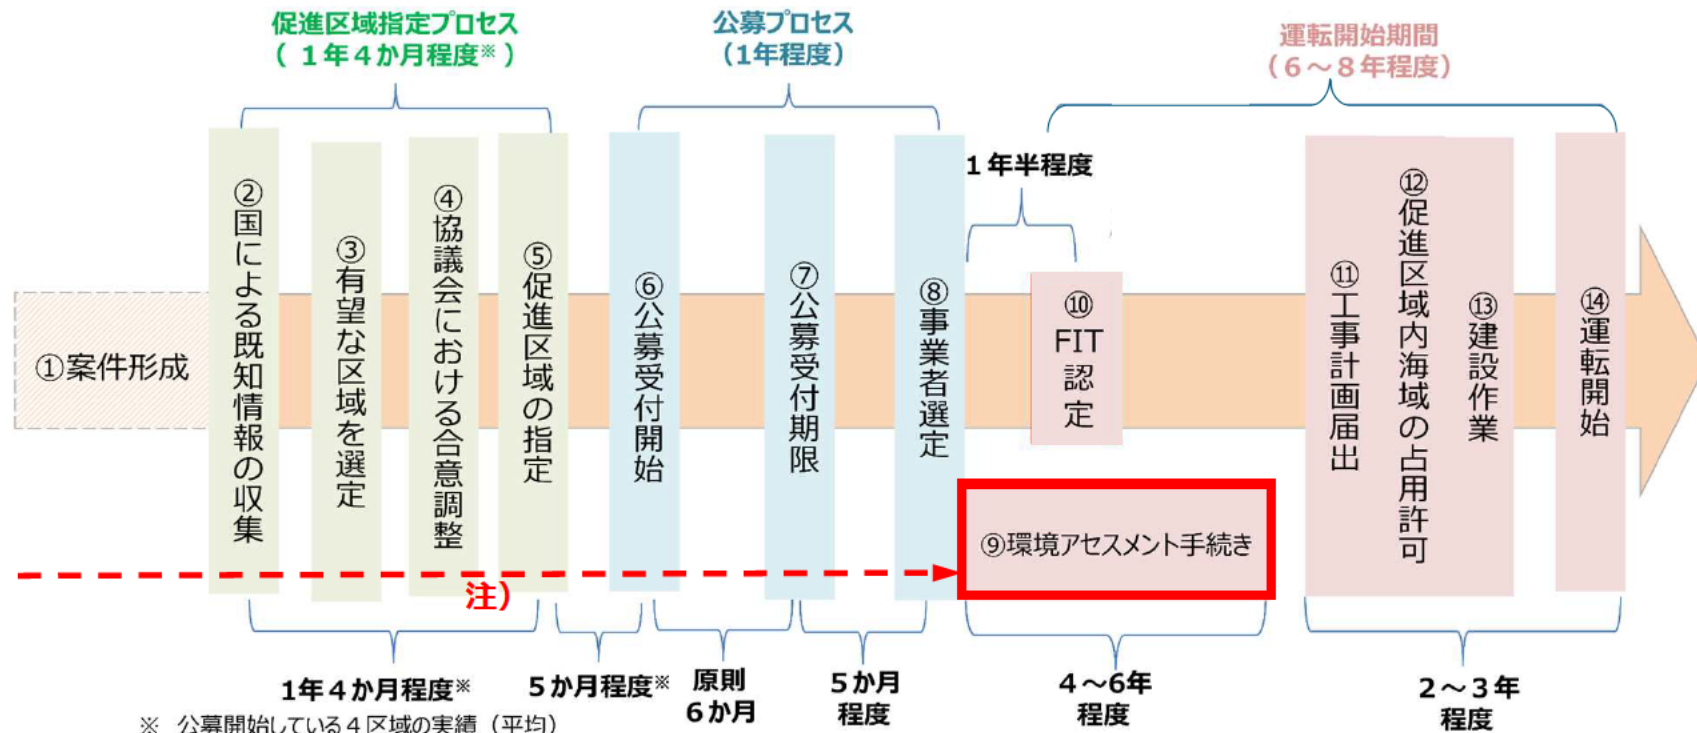 促進区域指定プロセス
（１年４か月程度※）
公募プロセス
（1年程度）
運転開始期間
（６～８年程度）
１年半程度
①案件形成
②国による既知情報の収集
③有望な区域を選定
④協議会における合意調整
⑤促進区域の指定
⑥公募受付開始
⑦公募受付期限
⑧事業者選定
⑩
FIT
認定
⑨環境アセスメント手続き
⑪工事計画届出
⑫促進区域内海域の占用許可
⑬建設作業
⑭運転開始
注）
1年４か月程度※
５か月程度※
原則
６か月
５か月
程度
４～6年
程度
２～３年
程度
※ 公募開始している４区域の実績（平均）